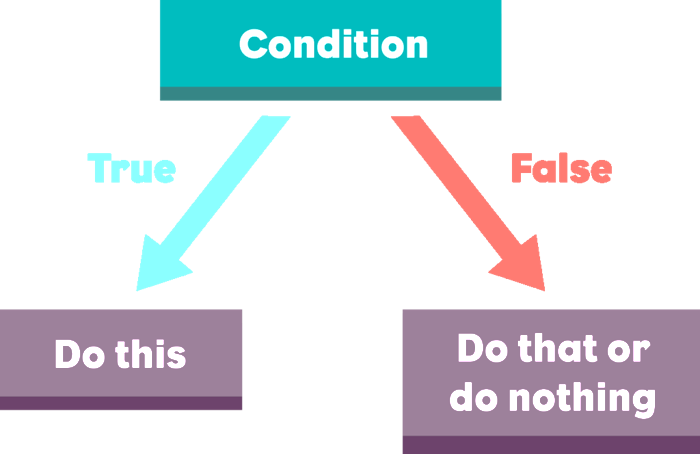 Condition
True
False
Do this
Do that or
do nothing